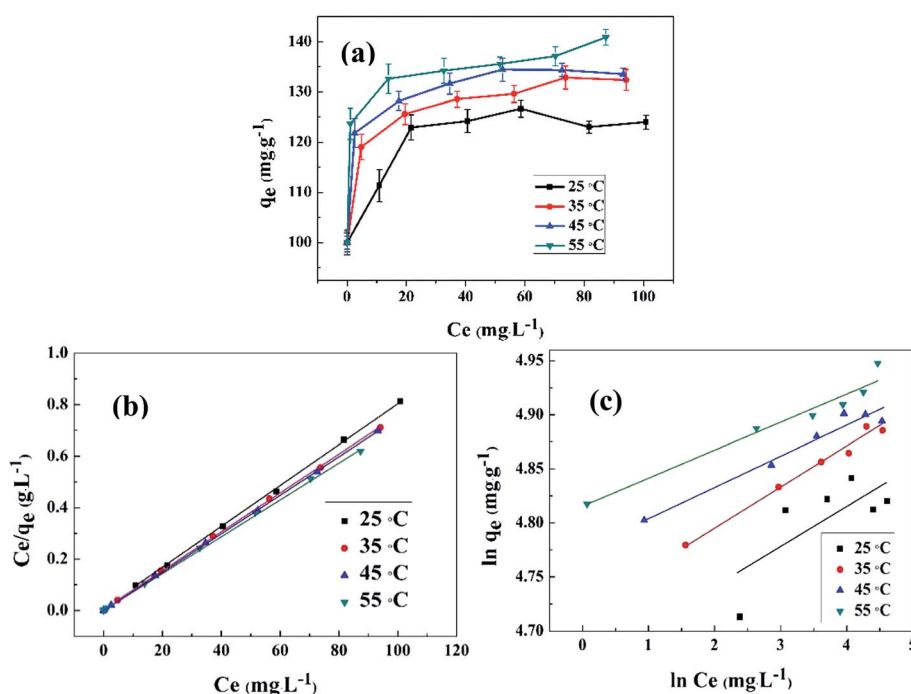 (a)
140
130
120
110
100
qe (mg.g-1)
25 °C
35 °C
45 °C
55 °C
0 20 40 60 80 100
Ce (mg.L-1)
(b)
1.0
0.8
0.6
0.4
0.2
0.0
Ce/qe (g.L-1)
25 °C
35 °C
45 °C
55 °C
0 20 40 60 80 100 120
Ce (mg.L-1)
(c)
4.95
4.90
4.85
4.80
4.75
4.70
ln qe (mg g-1)
25 °C
35 °C
45 °C
55 °C
0 1 2 3 4 5
ln Ce (mg.L-1)